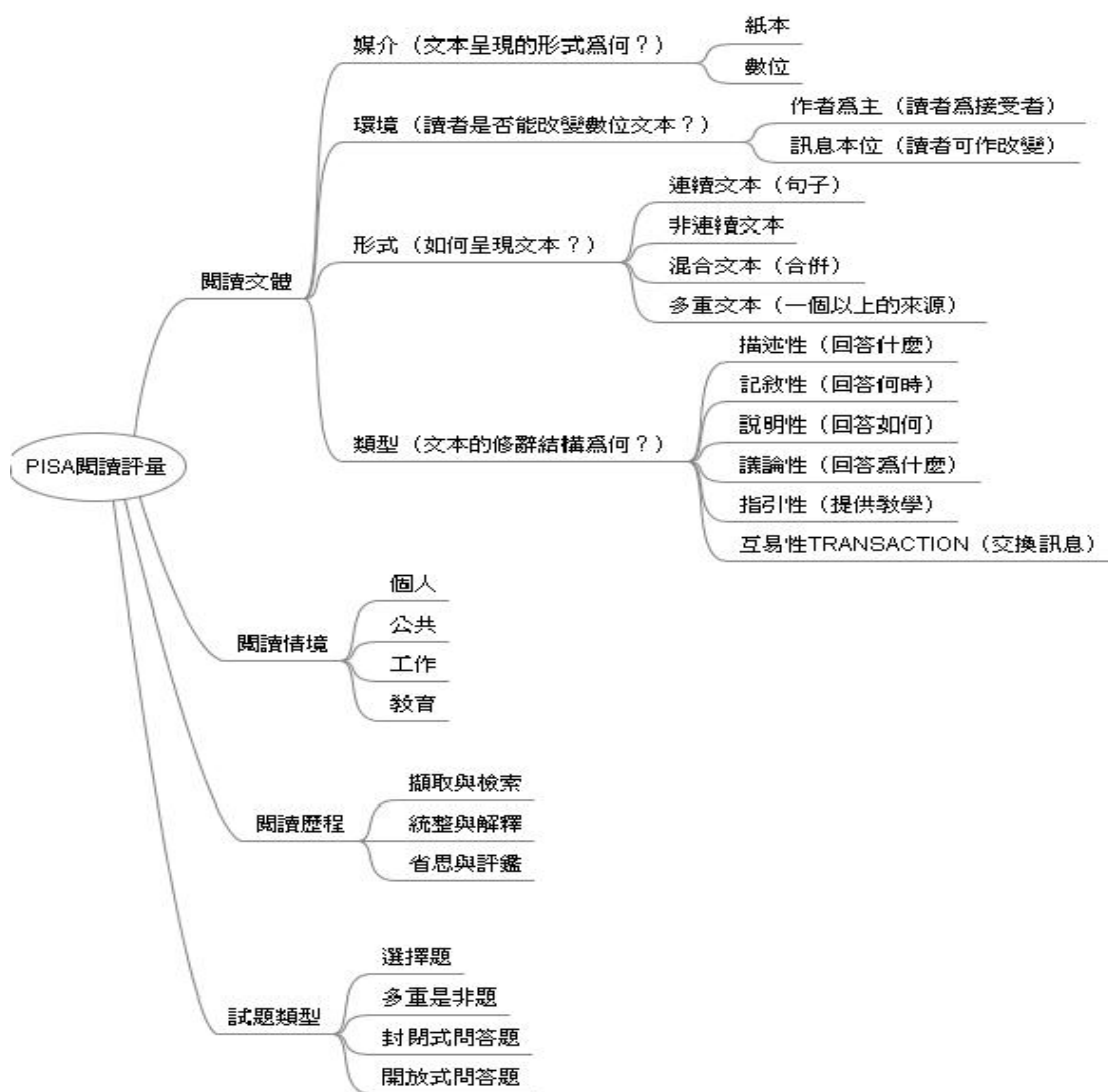 PISA閱讀評量
閱讀文體
媒介（文本呈現的形式爲何？）
紙本
數位
環境（讀者是否能改變數位文本？）
作者爲主（讀者爲接受者）
訊息本位（讀者可作改變）
形式（如何呈現文本？）
連續文本（句子）
非連續文本
混合文本（合併）
多重文本（一個以上的來源）
類型（文本的修辭結構爲何？）
描述性（回答什麼）
記敘性（回答何時）
說明性（回答如何）
議論性（回答爲什麼）
指引性（提供教學）
互易性TRANSACTION（交換訊息）
閱讀情境
個人
公共
工作
教育
閱讀歷程
擷取與檢索
統整與解釋
省思與評鑑
試題類型
選擇題
多重是非題
封閉式問答題
開放式問答題